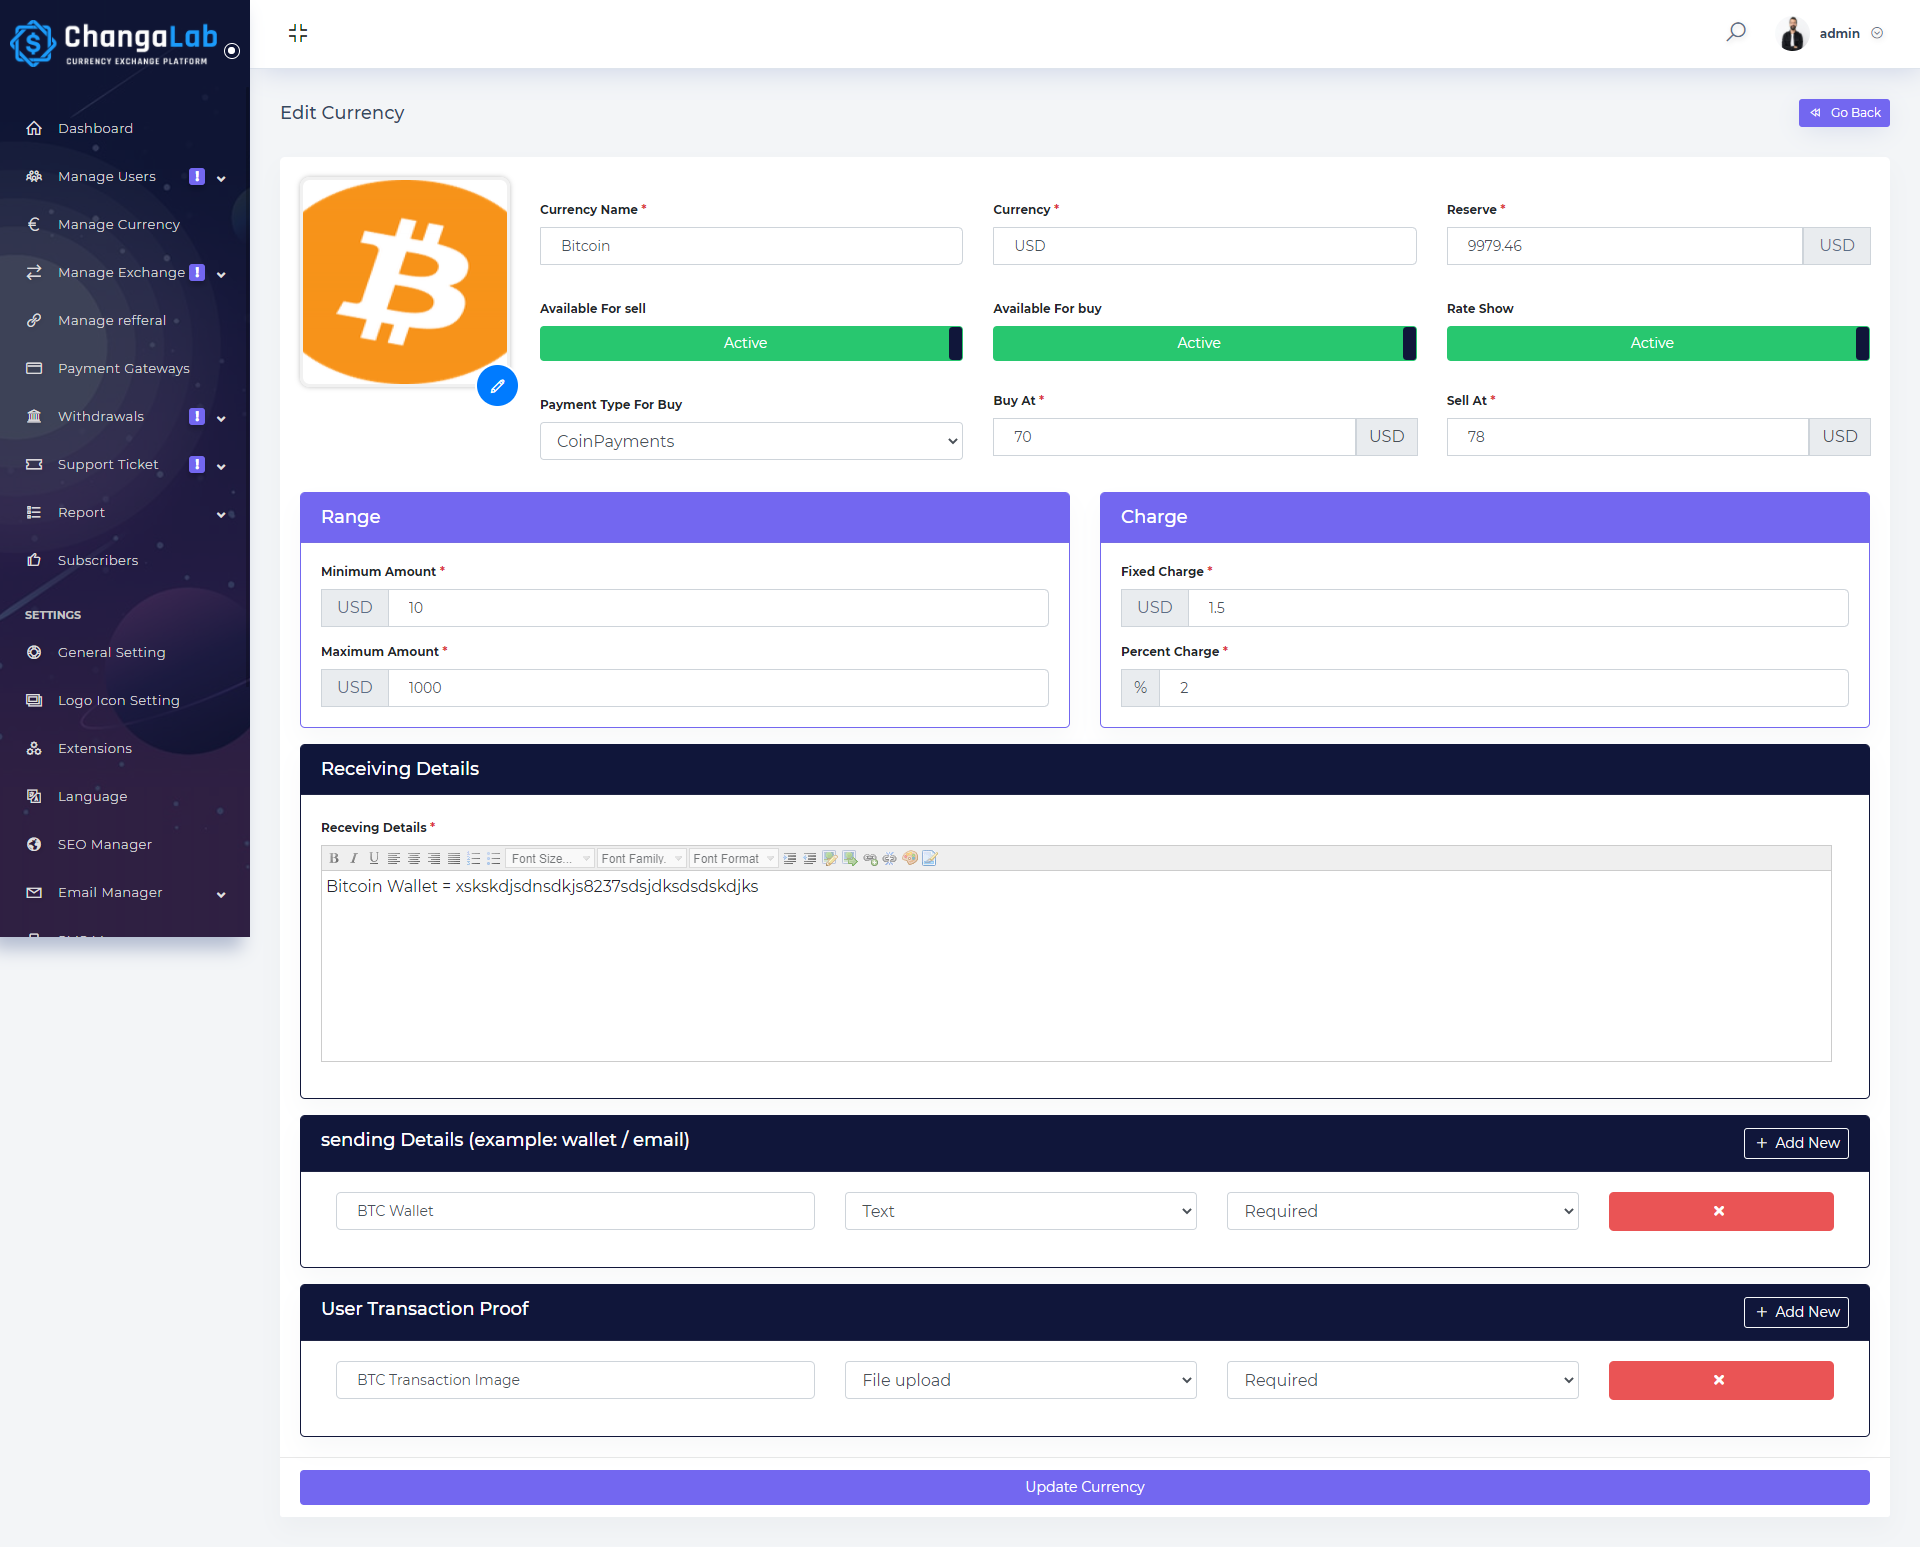 ChangaLab
CURRENCY EXCHANGE PLATFORM
admin
Edit Currency
Go Back
Dashboard
Manage Users
Manage Currency
Manage Exchange
Manage refferal
Payment Gateways
Withdrawals
Support Ticket
Report
Subscribers
SETTINGS
General Setting
Logo Icon Setting
Extensions
Language
SEO Manager
Email Manager
Currency Name *
Currency *
Reserve *
Bitcoin
USD
9979.46 USD
Available For sell
Available For buy
Rate Show
Active
Active
Active
Payment Type For Buy
Buy At *
Sell At *
CoinPayments
70 USD
78 USD
Range
Minimum Amount *
USD 10
Maximum Amount *
USD 1000
Charge
Fixed Charge *
USD 1.5
Percent Charge *
% 2
Receiving Details
Receving Details *
B I U Font Size... Font Family. Font Format
Bitcoin Wallet = xskskdjsdnsdkjs8237sdsjdksdsdskdjks
sending Details (example: wallet / email)
+ Add New
BTC Wallet
Text
Required
User Transaction Proof
+ Add New
BTC Transaction Image
File upload
Required
Update Currency